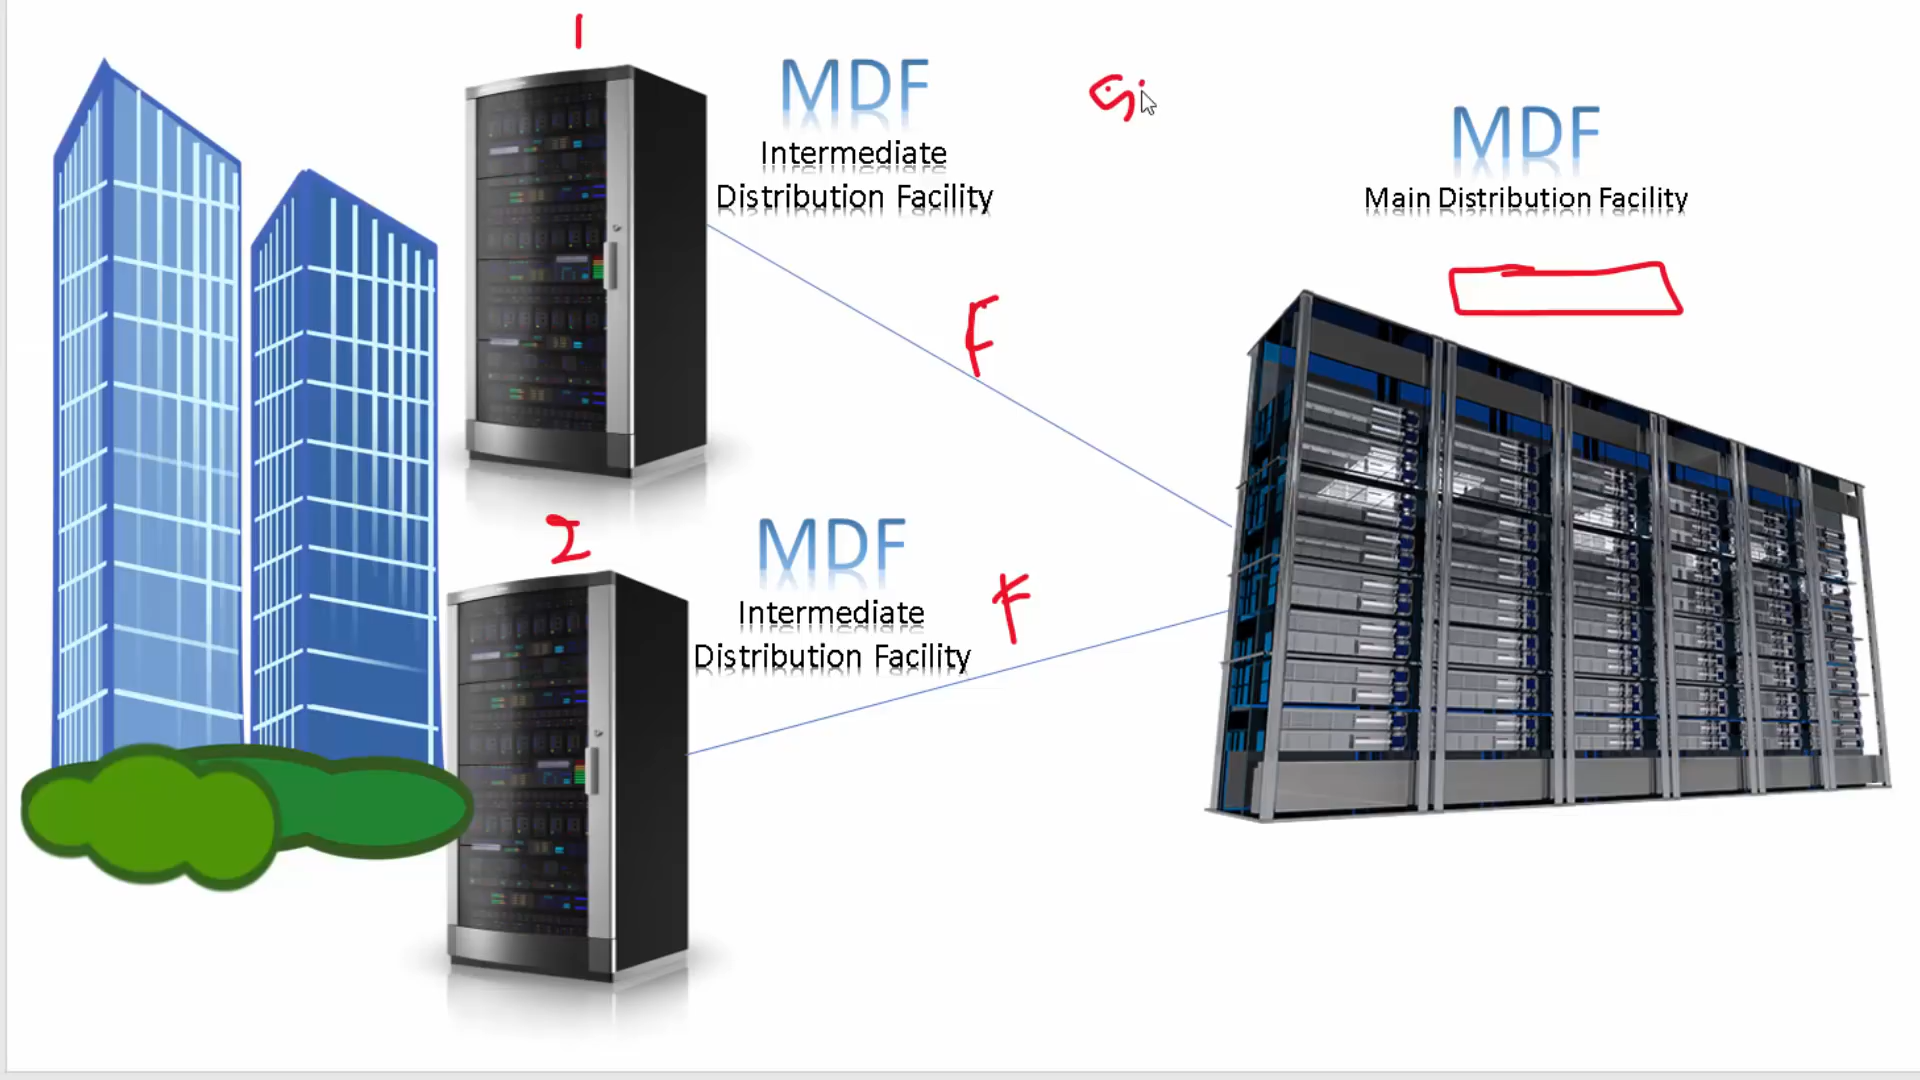 1
MDF
Intermediate
Distribution Facility
MDF
Main Distribution Facility
F
2
MDF
Intermediate
Distribution Facility
F